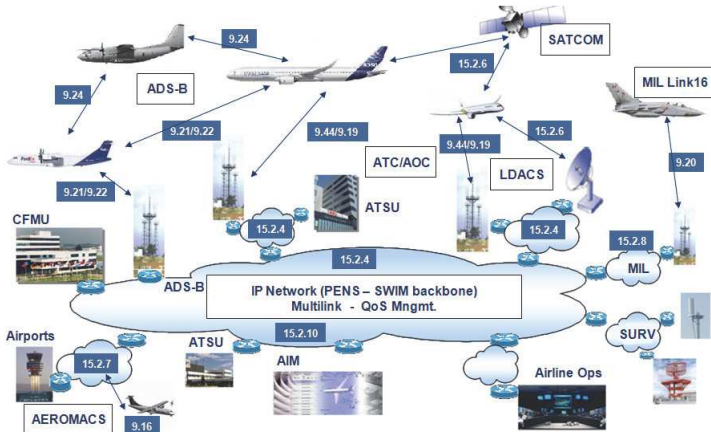 9.24
SATCOM
15.2.6
9.24
ADS-B
MIL Link16
9.21/9.22
9.44/9.19
15.2.6
9.44/9.19
ATC/AOC
9.20
LDACS
9.21/9.22
ATSU
CFMU
15.2.4
15.2.4
15.2.8
15.2.4
MIL
ADS-B
IP Network (PENS – SWIM backbone)
Multilink - QoS Mngmt.
15.2.10
Airports
ATSU
SURV
15.2.7
AIM
Airline Ops
AEROMACS
9.16